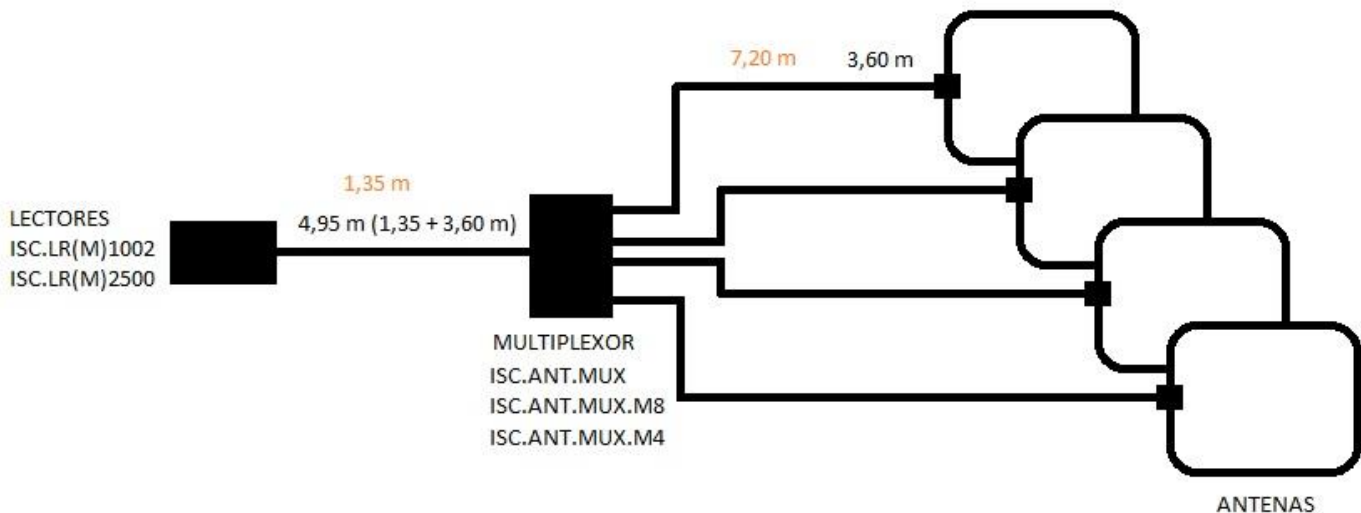 7,20 m 3,60 m
1,35 m
4,95 m (1,35 + 3,60 m)
LECTORES
ISC.LR(M)1002
ISC.LR(M)2500
MULTIPLEXOR
ISC.ANT.MUX
ISC.ANT.MUX.M8
ISC.ANT.MUX.M4
ANTENAS